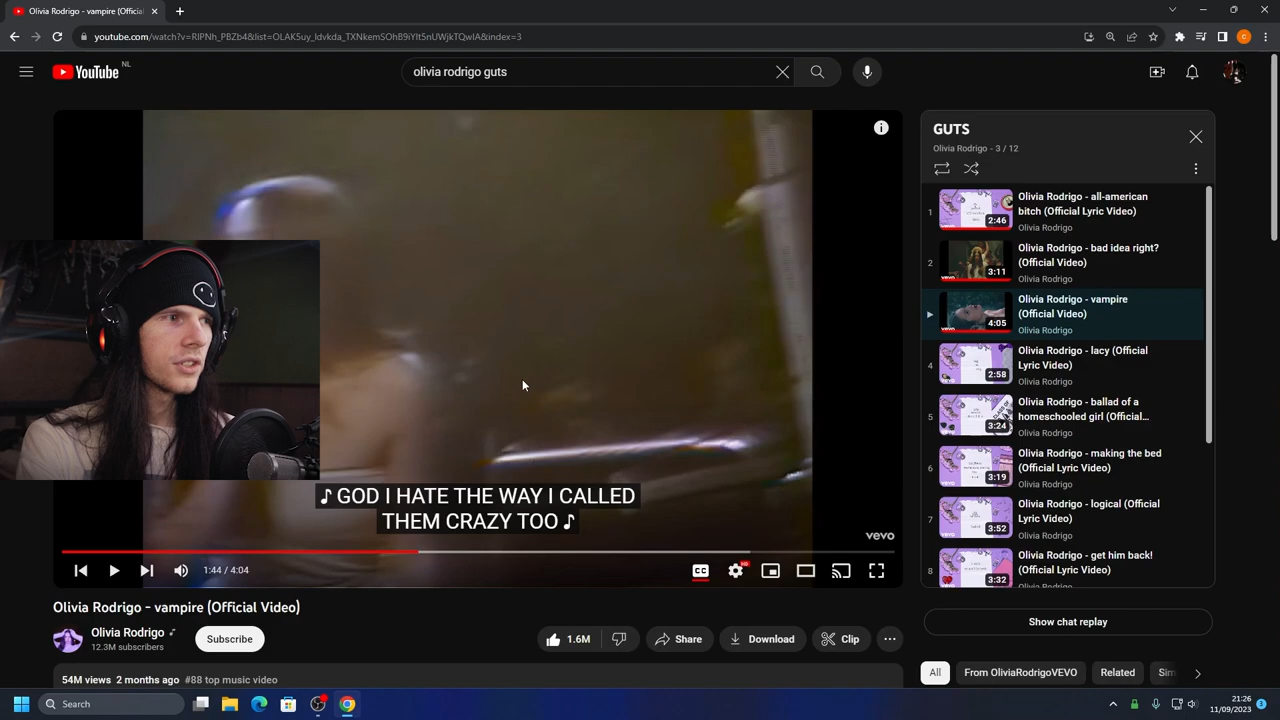 Olivia Rodrigo - vampire (Offici
youtube.com/watch?v=RlPNh_PBZb4&list=OLAK5uy_ldvkda_TXNkemSOhB9iYIt5nUWjkTQwIA&index=3
YouTube NL
olivia rodrigo guts
GUTS
Olivia Rodrigo - 3 / 12
1
2:46
Olivia Rodrigo - all-american
bitch (Official Lyric Video)
Olivia Rodrigo
2
3:11
Olivia Rodrigo - bad idea right?
(Official Video)
Olivia Rodrigo
4:05
Olivia Rodrigo - vampire
(Official Video)
Olivia Rodrigo
4
2:58
Olivia Rodrigo - lacy (Official
Lyric Video)
Olivia Rodrigo
5
3:24
Olivia Rodrigo - ballad of a
homeschooled girl (Official...
Olivia Rodrigo
6
3:19
Olivia Rodrigo - making the bed
(Official Lyric Video)
Olivia Rodrigo
7
3:52
Olivia Rodrigo - logical (Official
Lyric Video)
Olivia Rodrigo
8
3:32
Olivia Rodrigo - get him back!
(Official Lyric Video)
♪ GOD I HATE THE WAY I CALLED
THEM CRAZY TOO ♪
vevo
1:44 / 4:04
CC
HD
Olivia Rodrigo - vampire (Official Video)
Olivia Rodrigo
12.3M subscribers
Subscribe
1.6M
Share
Download
Clip
Show chat replay
54M views 2 months ago #88 top music video
All
From OliviaRodrigoVEVO
Related
Sim
Search
21:26
11/09/2023
3